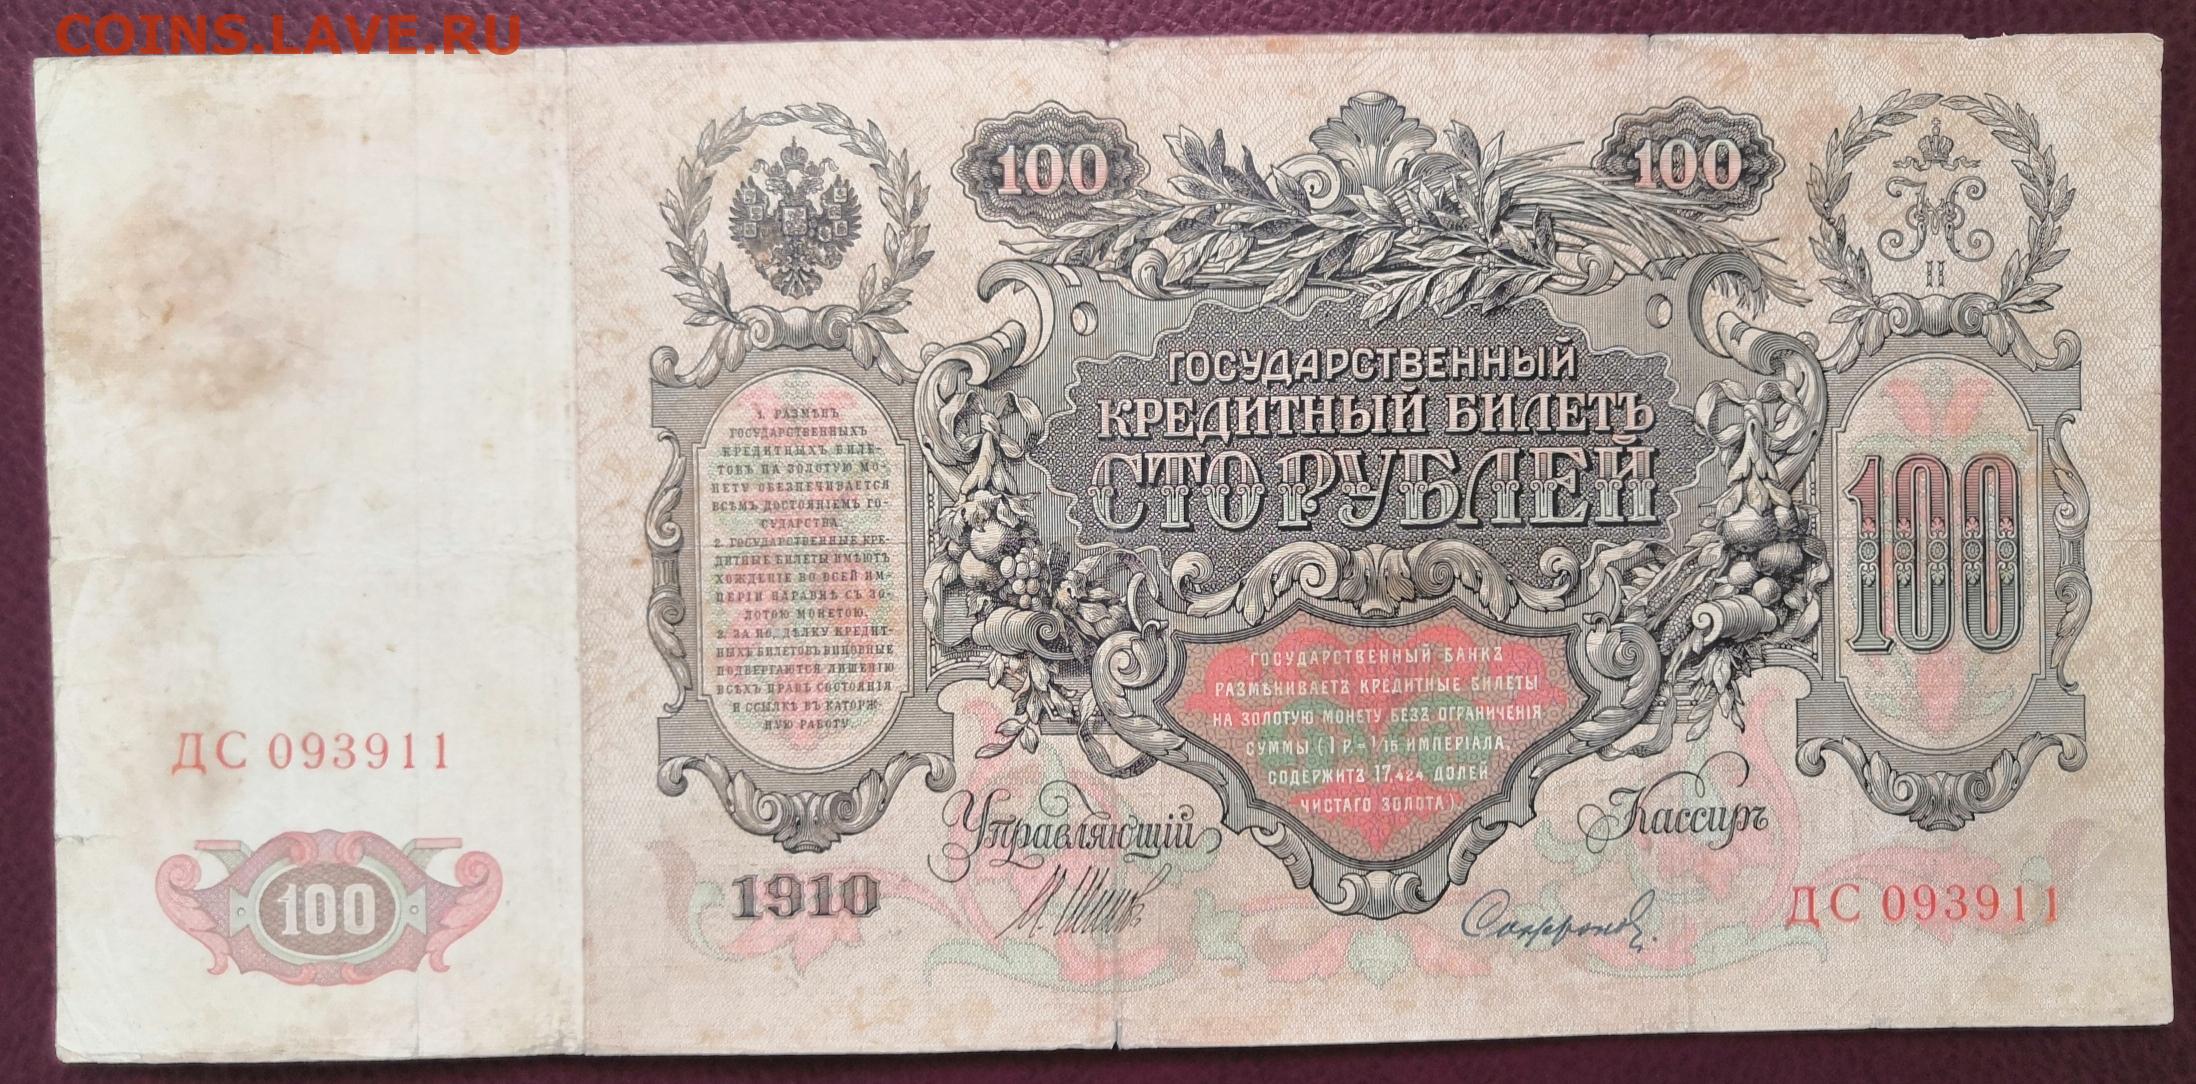 COINS.LAVE.RU
100
100
II
1. РАЗМѢНЪ
ГОСУДАРСТВЕННЫХЪ
КРЕДИТНЫХЪ БИЛЕ-
ТОВЪ НА ЗОЛОТУЮ МО-
НЕТУ ОБЕЗПЕЧИВАЕТСЯ
ВСѢМЪ ДОСТОЯНІЕМЪ ГО-
СУДАРСТВА.
2. ГОСУДАРСТВЕННЫЕ КРЕ-
ДИТНЫЕ БИЛЕТЫ ИМѢЮТЪ
ХОЖДЕНІЕ ВО ВСЕЙ ИМ-
ПЕРІИ НАРАВНѢ СЪ ЗО-
ЛОТОЮ МОНЕТОЮ.
3. ЗА ПОДДѢЛКУ КРЕДИТ-
НЫХЪ БИЛЕТОВЪ ВИНОВНЫЕ
ПОДВЕРГАЮТСЯ ЛИШЕНІЮ
ВСѢХЪ ПРАВЪ СОСТОЯНІЯ
И ССЫЛКѢ ВЪ КАТОРЖ-
НУЮ РАБОТУ
ГОСУДАРСТВЕННЫЙ
КРЕДИТНЫЙ БИЛЕТЪ
СТО РУБЛЕЙ
100
ГОСУДАРСТВЕННЫЙ БАНКЪ
РАЗМѢНИВАЕТЪ КРЕДИТНЫЕ БИЛЕТЫ
НА ЗОЛОТУЮ МОНЕТУ БЕЗЪ ОГРАНИЧЕНІЯ
СУММЫ (1 Р.=1/15 ИМПЕРІАЛА,
СОДЕРЖИТЪ 17,424 ДОЛЕЙ
ЧИСТАГО ЗОЛОТА).
ДС 093911
Управляющій
Кассиръ
100
1910
И. Шипов
Софронов
ДС 093911